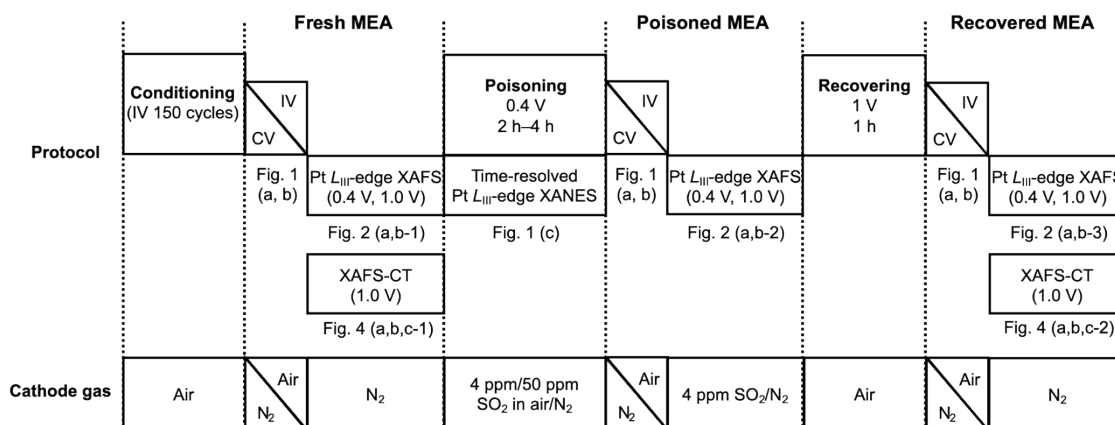 Fresh MEA
Poisoned MEA
Recovered MEA
Protocol
Conditioning
(IV 150 cycles)
IV
CV
Poisoning
0.4 V
2 h–4 h
IV
CV
Recovering
1 V
1 h
IV
CV
Fig. 1
(a, b)
Pt L_III-edge XAFS
(0.4 V, 1.0 V)
Time-resolved
Pt L_III-edge XANES
Fig. 1
(a, b)
Pt L_III-edge XAFS
(0.4 V, 1.0 V)
Fig. 1
(a, b)
Pt L_III-edge XAFS
(0.4 V, 1.0 V)
Fig. 2 (a,b-1)
Fig. 1 (c)
Fig. 2 (a,b-2)
Fig. 2 (a,b-3)
XAFS-CT
(1.0 V)
XAFS-CT
(1.0 V)
Fig. 4 (a,b,c-1)
Fig. 4 (a,b,c-2)
Cathode gas
Air
Air
N₂
N₂
4 ppm/50 ppm
SO₂ in air/N₂
Air
N₂
4 ppm SO₂/N₂
Air
Air
N₂
N₂